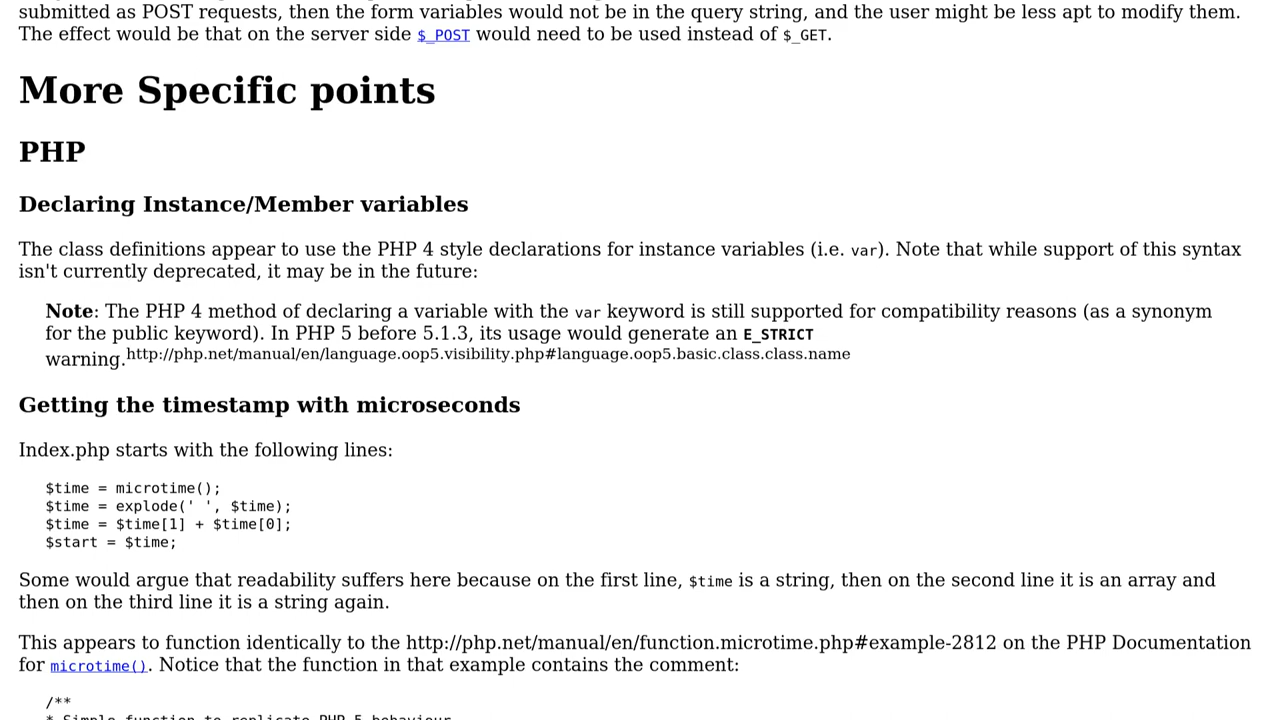 submitted as POST requests, then the form variables would not be in the query string, and the user might be less apt to modify them.
The effect would be that on the server side $_POST would need to be used instead of $_GET.
More Specific points
PHP
Declaring Instance/Member variables
The class definitions appear to use the PHP 4 style declarations for instance variables (i.e. var). Note that while support of this syntax
isn't currently deprecated, it may be in the future:
Note: The PHP 4 method of declaring a variable with the var keyword is still supported for compatibility reasons (as a synonym
for the public keyword). In PHP 5 before 5.1.3, its usage would generate an E_STRICT
warning.http://php.net/manual/en/language.oop5.visibility.php#language.oop5.basic.class.class.name
Getting the timestamp with microseconds
Index.php starts with the following lines:
$time = microtime();
$time = explode(' ', $time);
$time = $time[1] + $time[0];
$start = $time;
Some would argue that readability suffers here because on the first line, $time is a string, then on the second line it is an array and
then on the third line it is a string again.
This appears to function identically to the http://php.net/manual/en/function.microtime.php#example-2812 on the PHP Documentation
for microtime(). Notice that the function in that example contains the comment:
/**
* Simple function to replicate PHP 5 behaviour